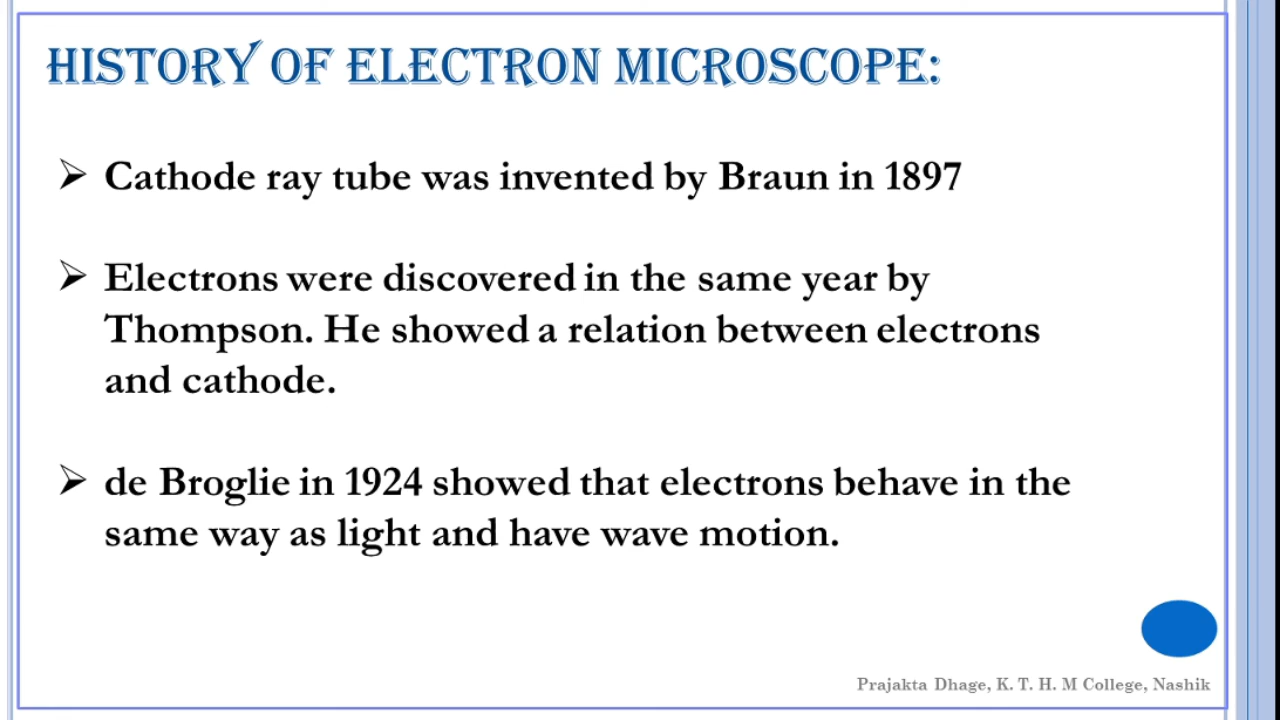 HISTORY OF ELECTRON MICROSCOPE:
Cathode ray tube was invented by Braun in 1897
Electrons were discovered in the same year by
Thompson. He showed a relation between electrons
and cathode.
de Broglie in 1924 showed that electrons behave in the
same way as light and have wave motion.
Prajakta Dhage, K. T. H. M College, Nashik